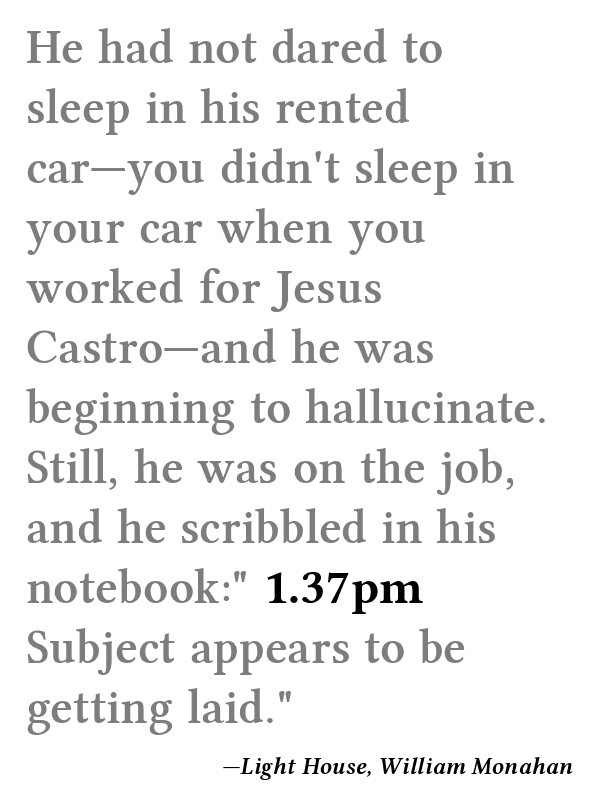 He had not dared to
sleep in his rented
car—you didn't sleep in
your car when you
worked for Jesus
Castro—and he was
beginning to hallucinate.
Still, he was on the job,
and he scribbled in his
notebook:" 1.37pm
Subject appears to be
getting laid."
—Light House, William Monahan